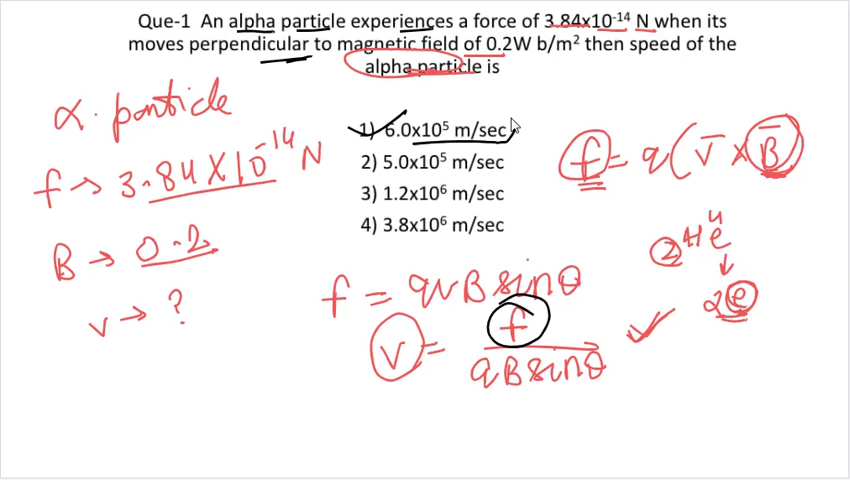 Que-1 An alpha particle experiences a force of 3.84x10⁻¹⁴ N when its
moves perpendicular to magnetic field of 0.2W b/m² then speed of the
alpha particle is
α. particle
f → 3.84 X 10⁻¹⁴ N
B → 0.2
v → ?
1) 6.0x10⁵ m/sec
2) 5.0x10⁵ m/sec
3) 1.2x10⁶ m/sec
4) 3.8x10⁶ m/sec
f = q(V̄ × B̄)
₂He⁴
↓
2e
f = qvB sinθ
v = f / qB sinθ